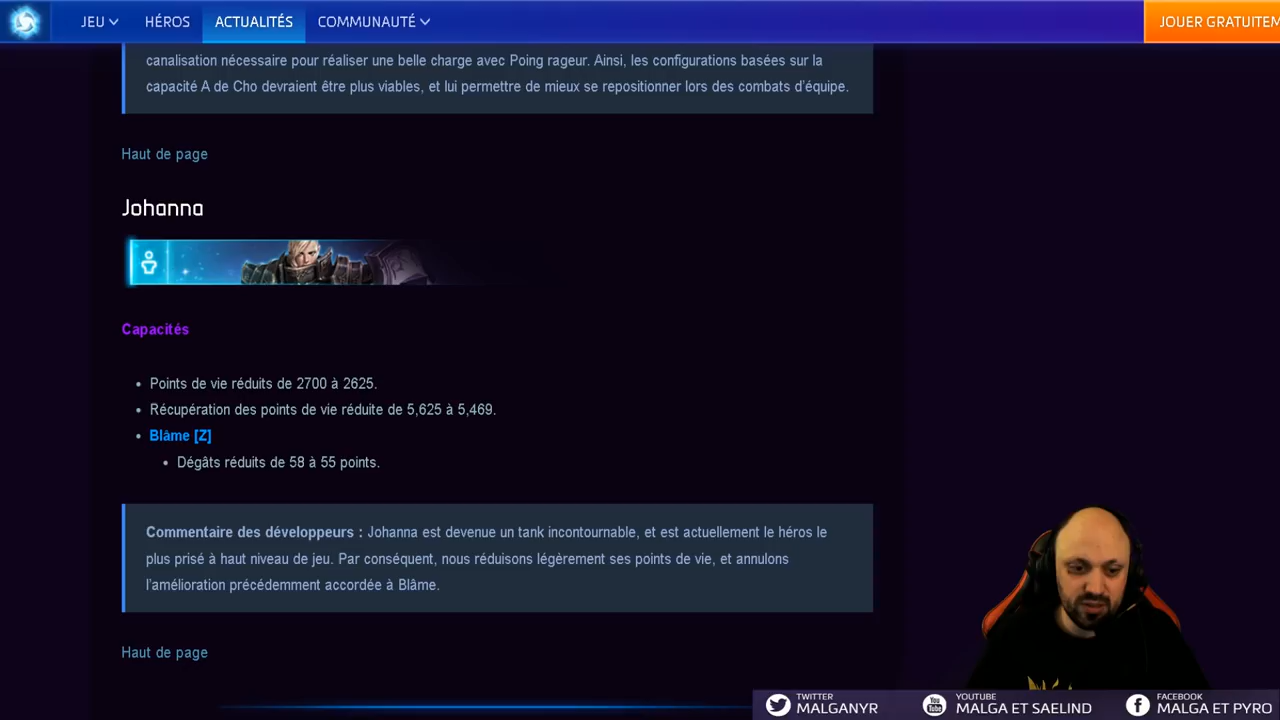 JEU HÉROS ACTUALITÉS COMMUNAUTÉ JOUER GRATUITEM
canalisation nécessaire pour réaliser une belle charge avec Poing rageur. Ainsi, les configurations basées sur la
capacité A de Cho devraient être plus viables, et lui permettre de mieux se repositionner lors des combats d'équipe.
Haut de page
Johanna
Capacités
• Points de vie réduits de 2700 à 2625.
• Récupération des points de vie réduite de 5,625 à 5,469.
• Blâme [Z]
• Dégâts réduits de 58 à 55 points.
Commentaire des développeurs : Johanna est devenue un tank incontournable, et est actuellement le héros le
plus prisé à haut niveau de jeu. Par conséquent, nous réduisons légèrement ses points de vie, et annulons
l'amélioration précédemment accordée à Blâme.
Haut de page
TWITTER
MALGANYR
YOUTUBE
MALGA ET SAELIND
FACEBOOK
MALGA ET PYRO